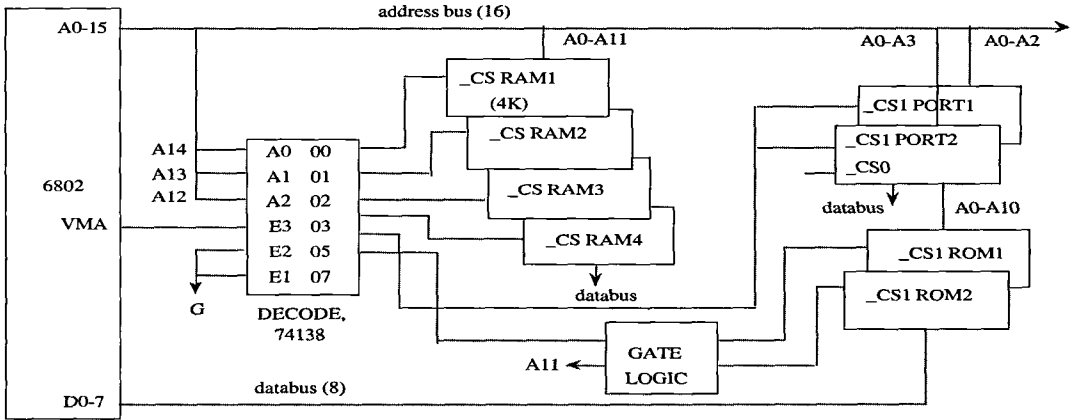 address bus (16)
A0-15
A0-A11
A0-A3
A0-A2
_CS RAM1
(4K)
_CS1 PORT1
_CS RAM2
_CS1 PORT2
_CS0
A14
A0 00
A13
A1 01
A12
A2 02
_CS RAM3
6802
databus
A0-A10
VMA
E3 03
_CS RAM4
E2 05
_CS1 ROM1
E1 07
G
databus
_CS1 ROM2
DECODE,
74138
A11
GATE
LOGIC
D0-7
databus (8)